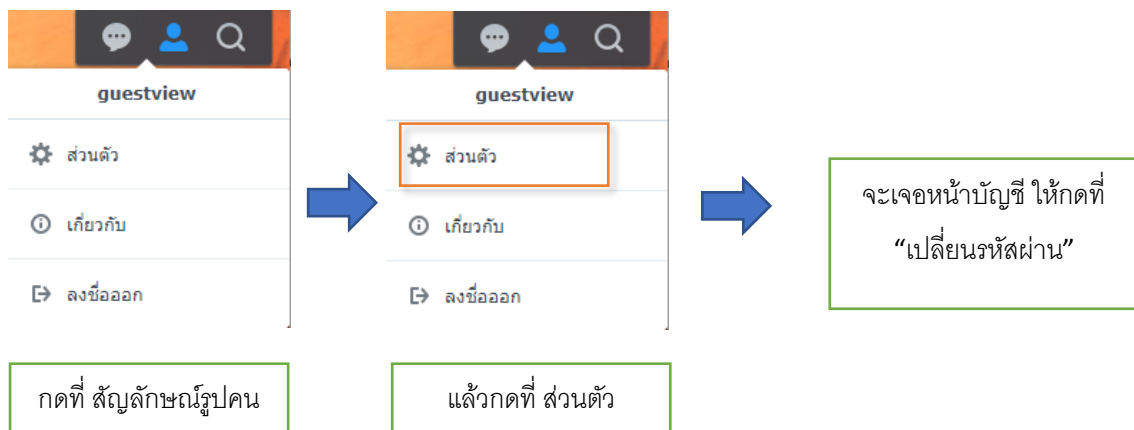 guestview
ส่วนตัว
เกี่ยวกับ
ลงชื่อออก
กดที่ สัญลักษณ์รูปคน
guestview
ส่วนตัว
เกี่ยวกับ
ลงชื่อออก
แล้วกดที่ ส่วนตัว
จะเจอหน้าบัญชี ให้กดที่
“เปลี่ยนรหัสผ่าน”